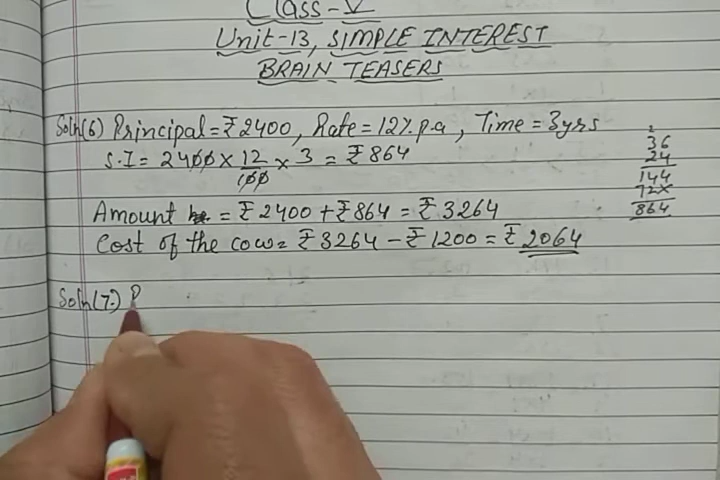 Class-V
Unit-13, SIMPLE INTEREST
BRAIN TEASERS
Soln(6) Principal = ₹2400, Rate = 12% p.a, Time = 3yrs
S.I = 2400 × 12/100 × 3 = ₹864
Amount = ₹2400 + ₹864 = ₹3264
Cost of the cow = ₹3264 - ₹1200 = ₹2064
2
36
24
144
72×
864
Soln(7.) P